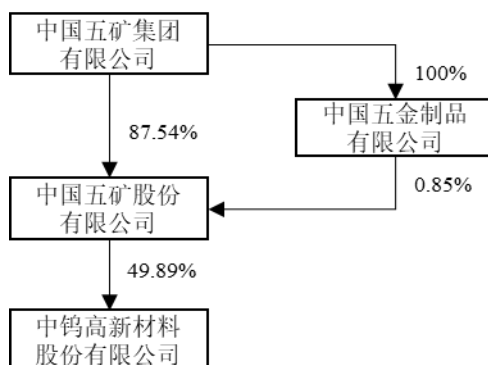 中国五矿集团
有限公司
100%
中国五金制品
有限公司
87.54%
0.85%
中国五矿股份
有限公司
49.89%
中钨高新材料
股份有限公司